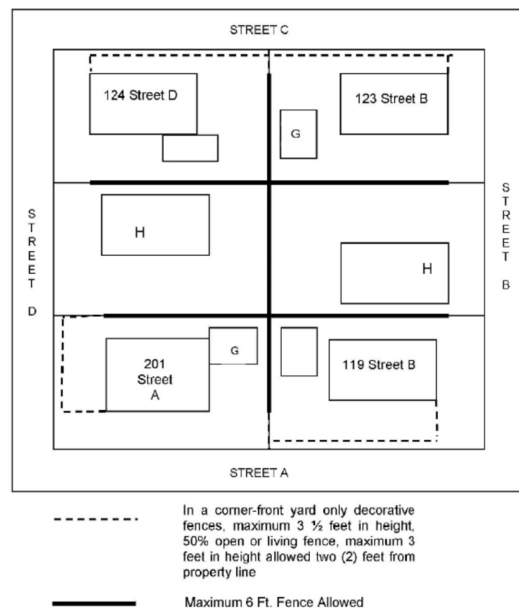 STREET C
124 Street D
123 Street B
G
STREET D
H
STREET B
H
201
Street
A
G
119 Street B
STREET A
In a corner-front yard only decorative
fences, maximum 3 ½ feet in height,
50% open or living fence, maximum 3
feet in height allowed two (2) feet from
property line
Maximum 6 Ft. Fence Allowed